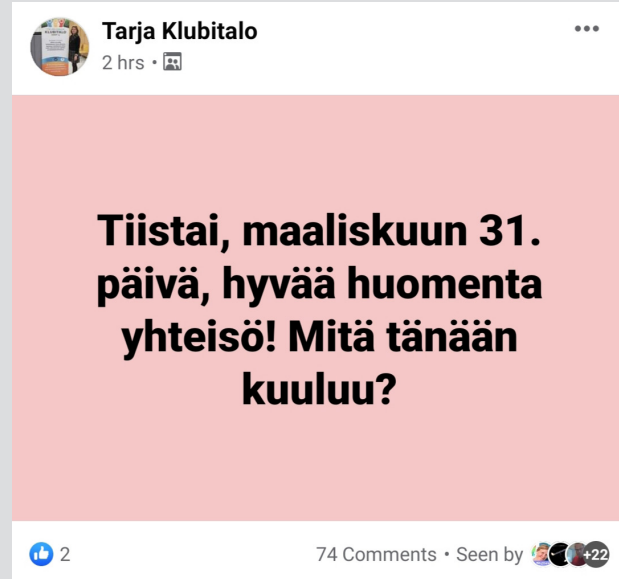 Tarja Klubitalo
2 hrs
Tiistai, maaliskuun 31.
päivä, hyvää huomenta
yhteisö! Mitä tänään
kuuluu?
2
74 Comments • Seen by +22